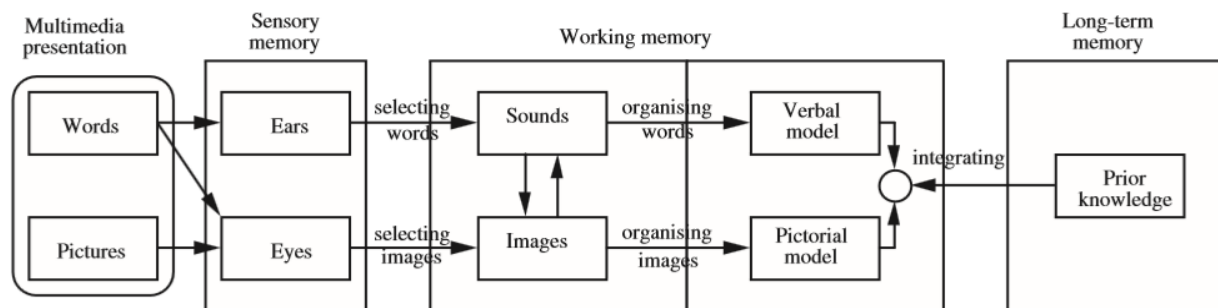 Multimedia
presentation
Sensory
memory
Working memory
Long-term
memory
Words
Ears
selecting
words
Sounds
organising
words
Verbal
model
integrating
Prior
knowledge
Pictures
Eyes
selecting
images
Images
organising
images
Pictorial
model